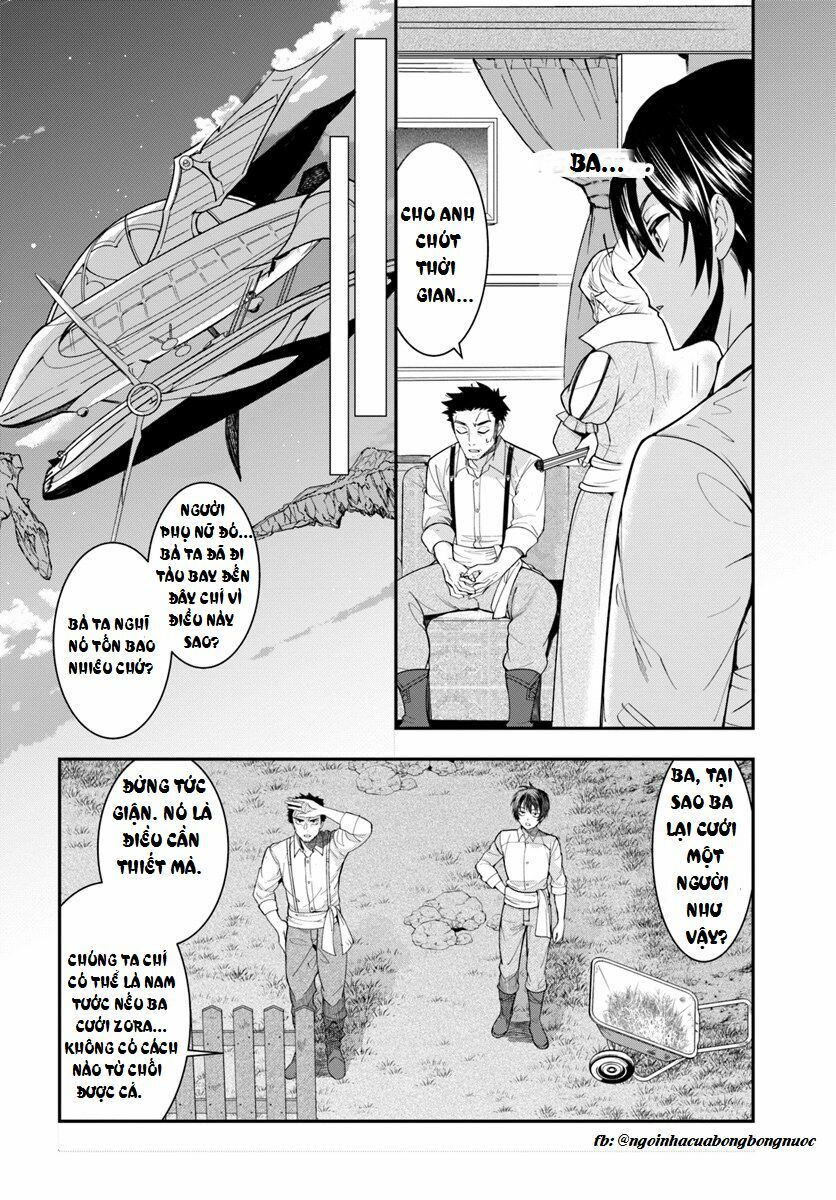 BA...
CHO ANH
CHÚT
THỜI
GIAN...
NGƯỜI
PHỤ NỮ ĐÓ...
BẢ TA ĐÃ ĐI
TÀU BAY ĐẾN
ĐÂY CHỈ VÌ
ĐIỀU NÀY
SAO?
BẢ TA NGHĨ
NÓ TỐN BAO
NHIÊU CHỨ?
BA, TẠI
SAO BA
LẠI CƯỚI
MỘT
NGƯỜI
NHƯ
VẬY?
ĐỪNG TỨC
GIẬN. NÓ LÀ
ĐIỀU CẦN
THIẾT MÀ.
CHÚNG TA CHỈ
CÓ THỂ LÀ NAM
TƯỚC NẾU BA
CƯỚI ZORA...
KHÔNG CÓ CÁCH
NÀO TỪ CHỐI
ĐƯỢC CẢ.
fb: @ngoinhacuabongbongnuoc